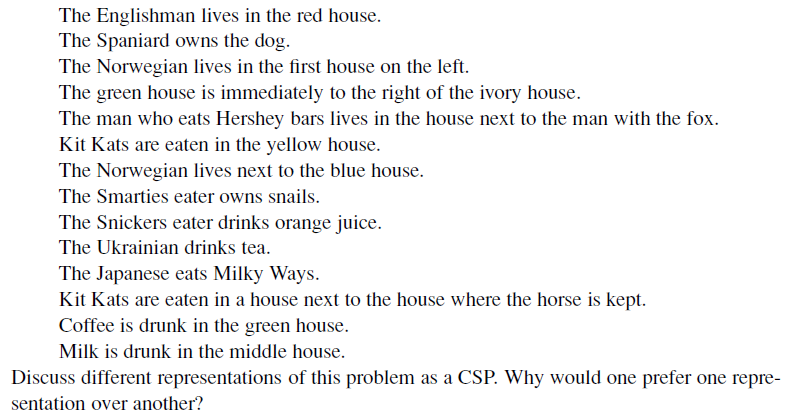 The Englishman lives in the red house.
The Spaniard owns the dog.
The Norwegian lives in the first house on the left.
The green house is immediately to the right of the ivory house.
The man who eats Hershey bars lives in the house next to the man with the fox.
Kit Kats are eaten in the yellow house.
The Norwegian lives next to the blue house.
The Smarties eater owns snails.
The Snickers eater drinks orange juice.
The Ukrainian drinks tea.
The Japanese eats Milky Ways.
Kit Kats are eaten in a house next to the house where the horse is kept.
Coffee is drunk in the green house.
Milk is drunk in the middle house.
Discuss different representations of this problem as a CSP. Why would one prefer one repre-
sentation over another?